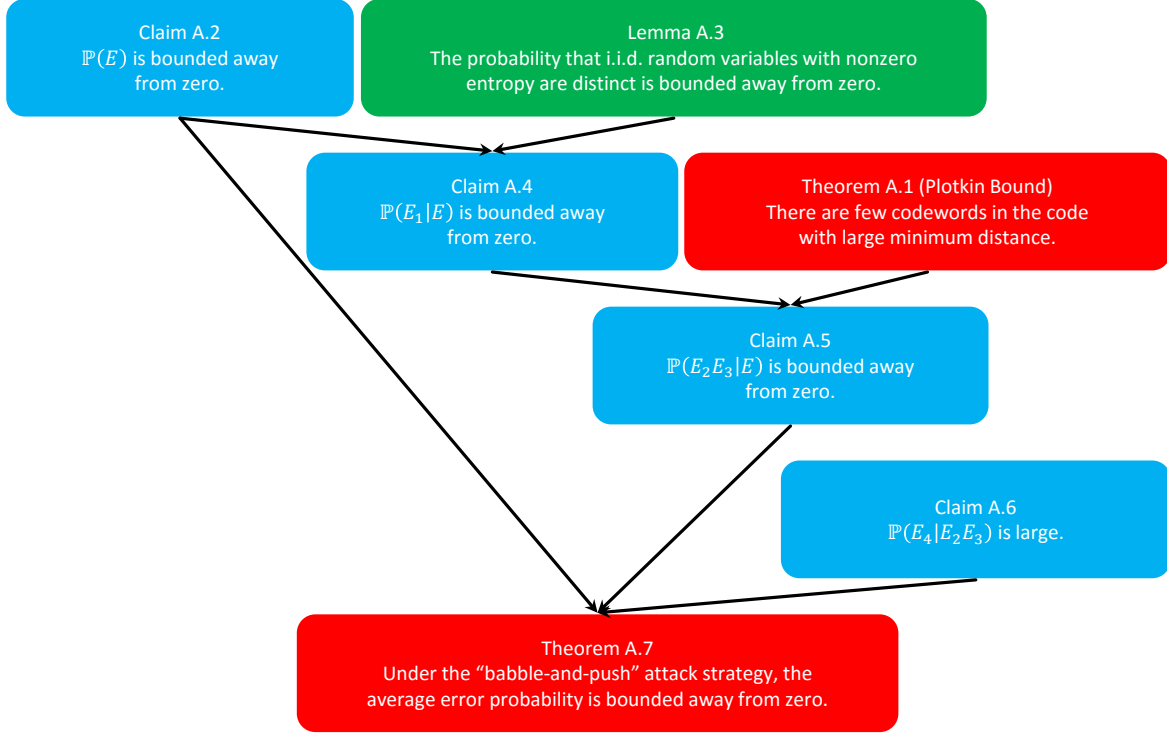 Claim A.2
ℙ(E) is bounded away
from zero.
Lemma A.3
The probability that i.i.d. random variables with nonzero
entropy are distinct is bounded away from zero.
Claim A.4
ℙ(E₁|E) is bounded away
from zero.
Theorem A.1 (Plotkin Bound)
There are few codewords in the code
with large minimum distance.
Claim A.5
ℙ(E₂E₃|E) is bounded away
from zero.
Claim A.6
ℙ(E₄|E₂E₃) is large.
Theorem A.7
Under the “babble-and-push” attack strategy, the
average error probability is bounded away from zero.